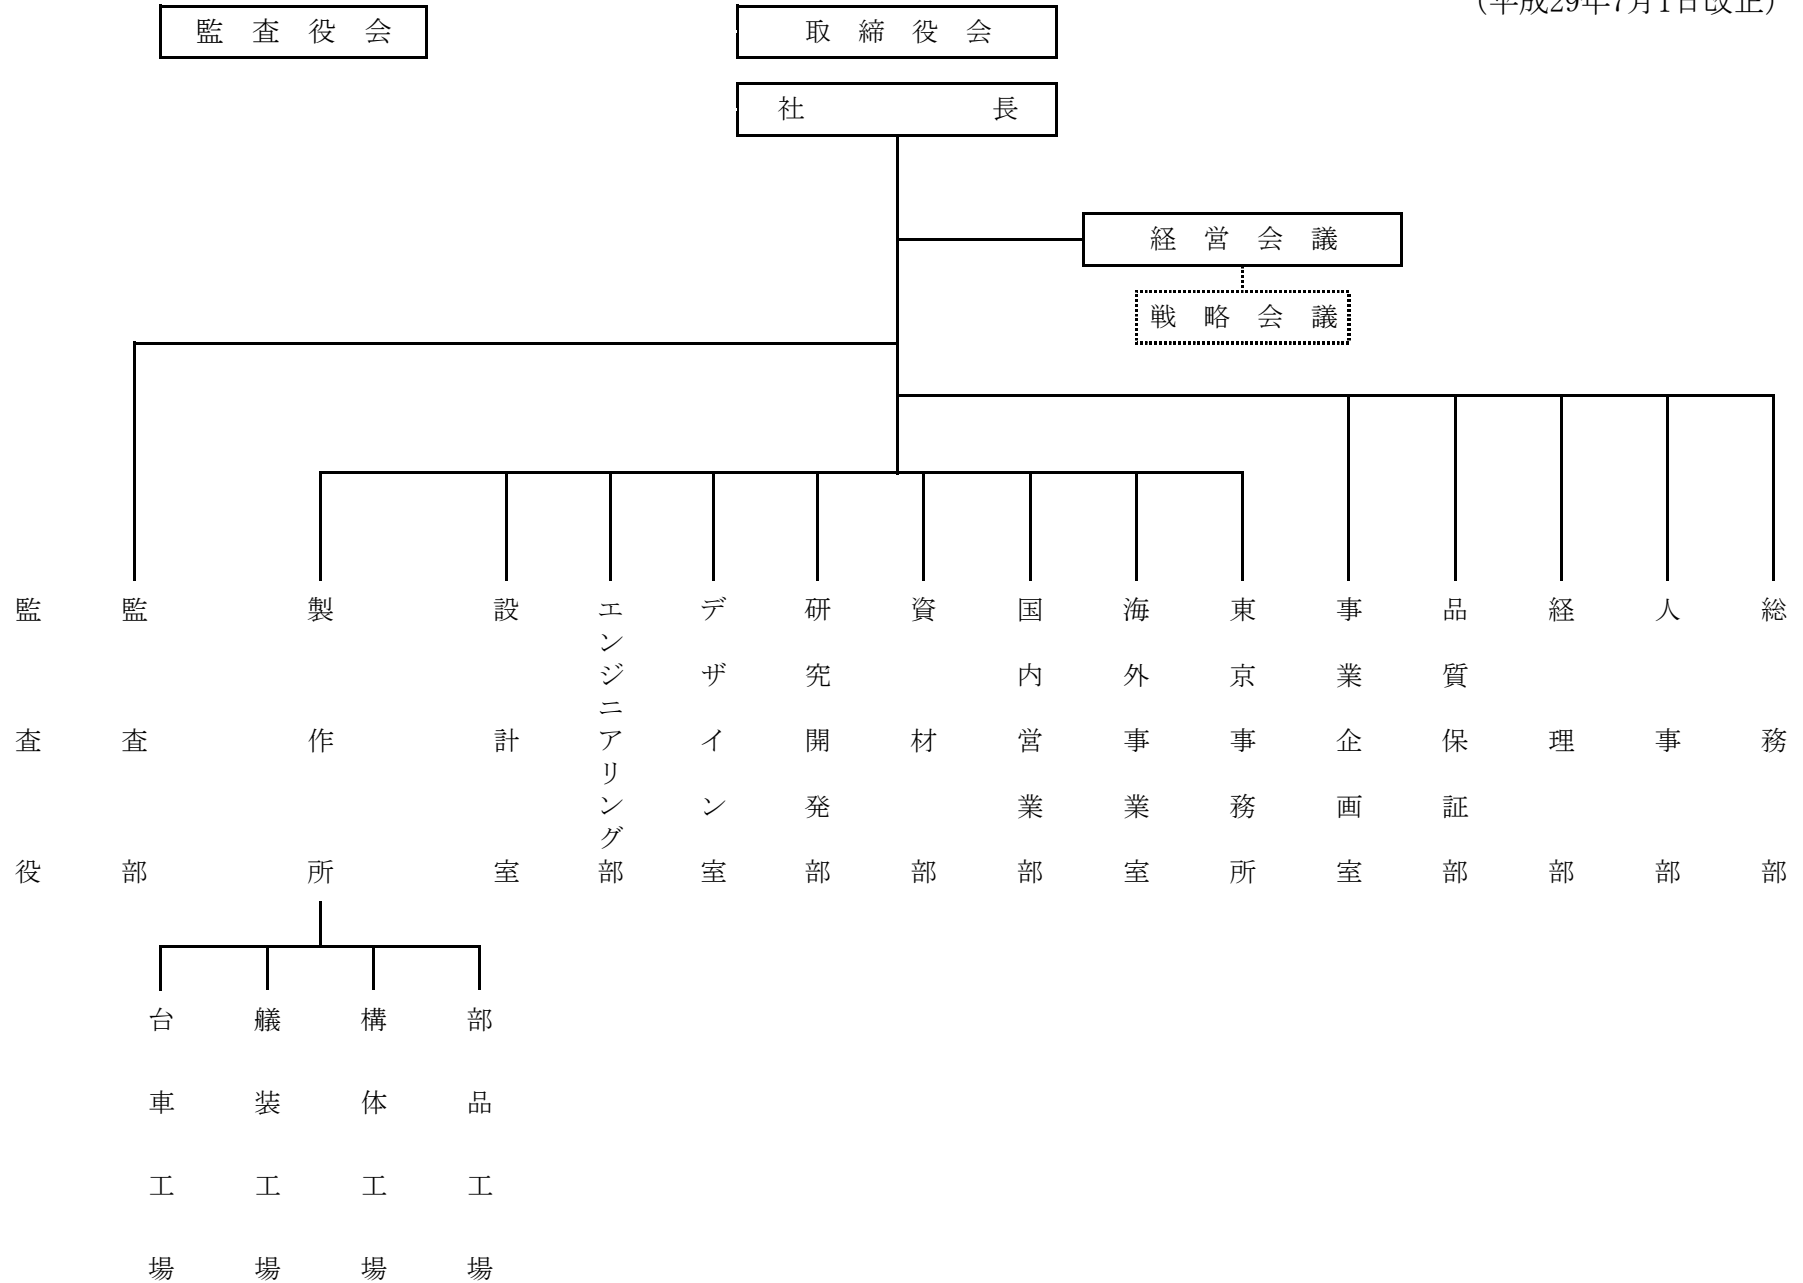 (平成29年7月1日改正)
監査役会
取締役会
社長
経営会議
戦略会議
監査役
監査部
製作所
設計室
エンジニアリング部
デザイン室
研究開発部
資材部
国内営業部
海外事業室
東京事務所
事業企画室
品質保証部
経理部
人事部
総務部
台車工場
艤装工場
構体工場
部品工場